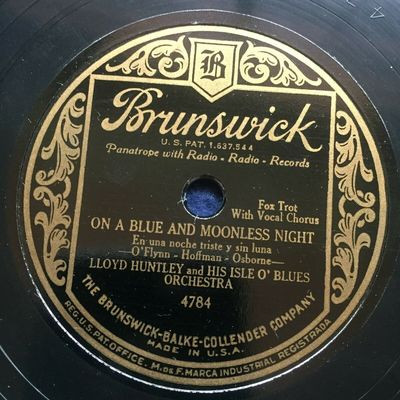 B
Brunswick
U.S. PAT. 1.637.544
Panatrope with Radio - Radio - Records
Fox Trot
With Vocal Chorus
ON A BLUE AND MOONLESS NIGHT
En una noche triste y sin luna
—O'Flynn - Hoffman - Osborne—
LLOYD HUNTLEY AND HIS ISLE O' BLUES
ORCHESTRA
4784
THE BRUNSWICK-BALKE-COLLENDER COMPANY
MADE IN U.S.A.
REG. U.S. PAT. OFFICE. M. DE F. MARCA INDUSTRIAL REGISTRADA